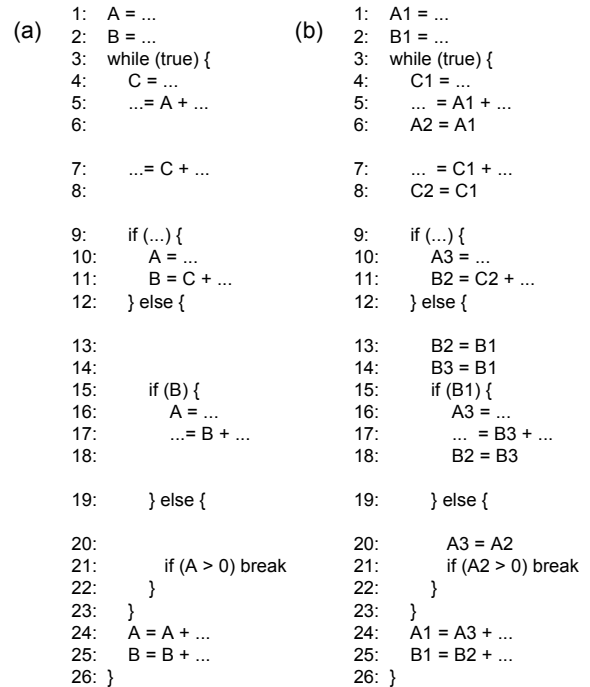 (a)
1: A = ...
2: B = ...
3: while (true) {
4: C = ...
5: ...= A + ...
6:
7: ...= C + ...
8:
9: if (...) {
10: A = ...
11: B = C + ...
12: } else {
13:
14:
15: if (B) {
16: A = ...
17: ...= B + ...
18:
19: } else {
20:
21: if (A > 0) break
22: }
23: }
24: A = A + ...
25: B = B + ...
26: }
(b)
1: A1 = ...
2: B1 = ...
3: while (true) {
4: C1 = ...
5: ... = A1 + ...
6: A2 = A1
7: ... = C1 + ...
8: C2 = C1
9: if (...) {
10: A3 = ...
11: B2 = C2 + ...
12: } else {
13: B2 = B1
14: B3 = B1
15: if (B1) {
16: A3 = ...
17: ... = B3 + ...
18: B2 = B3
19: } else {
20: A3 = A2
21: if (A2 > 0) break
22: }
23: }
24: A1 = A3 + ...
25: B1 = B2 + ...
26: }